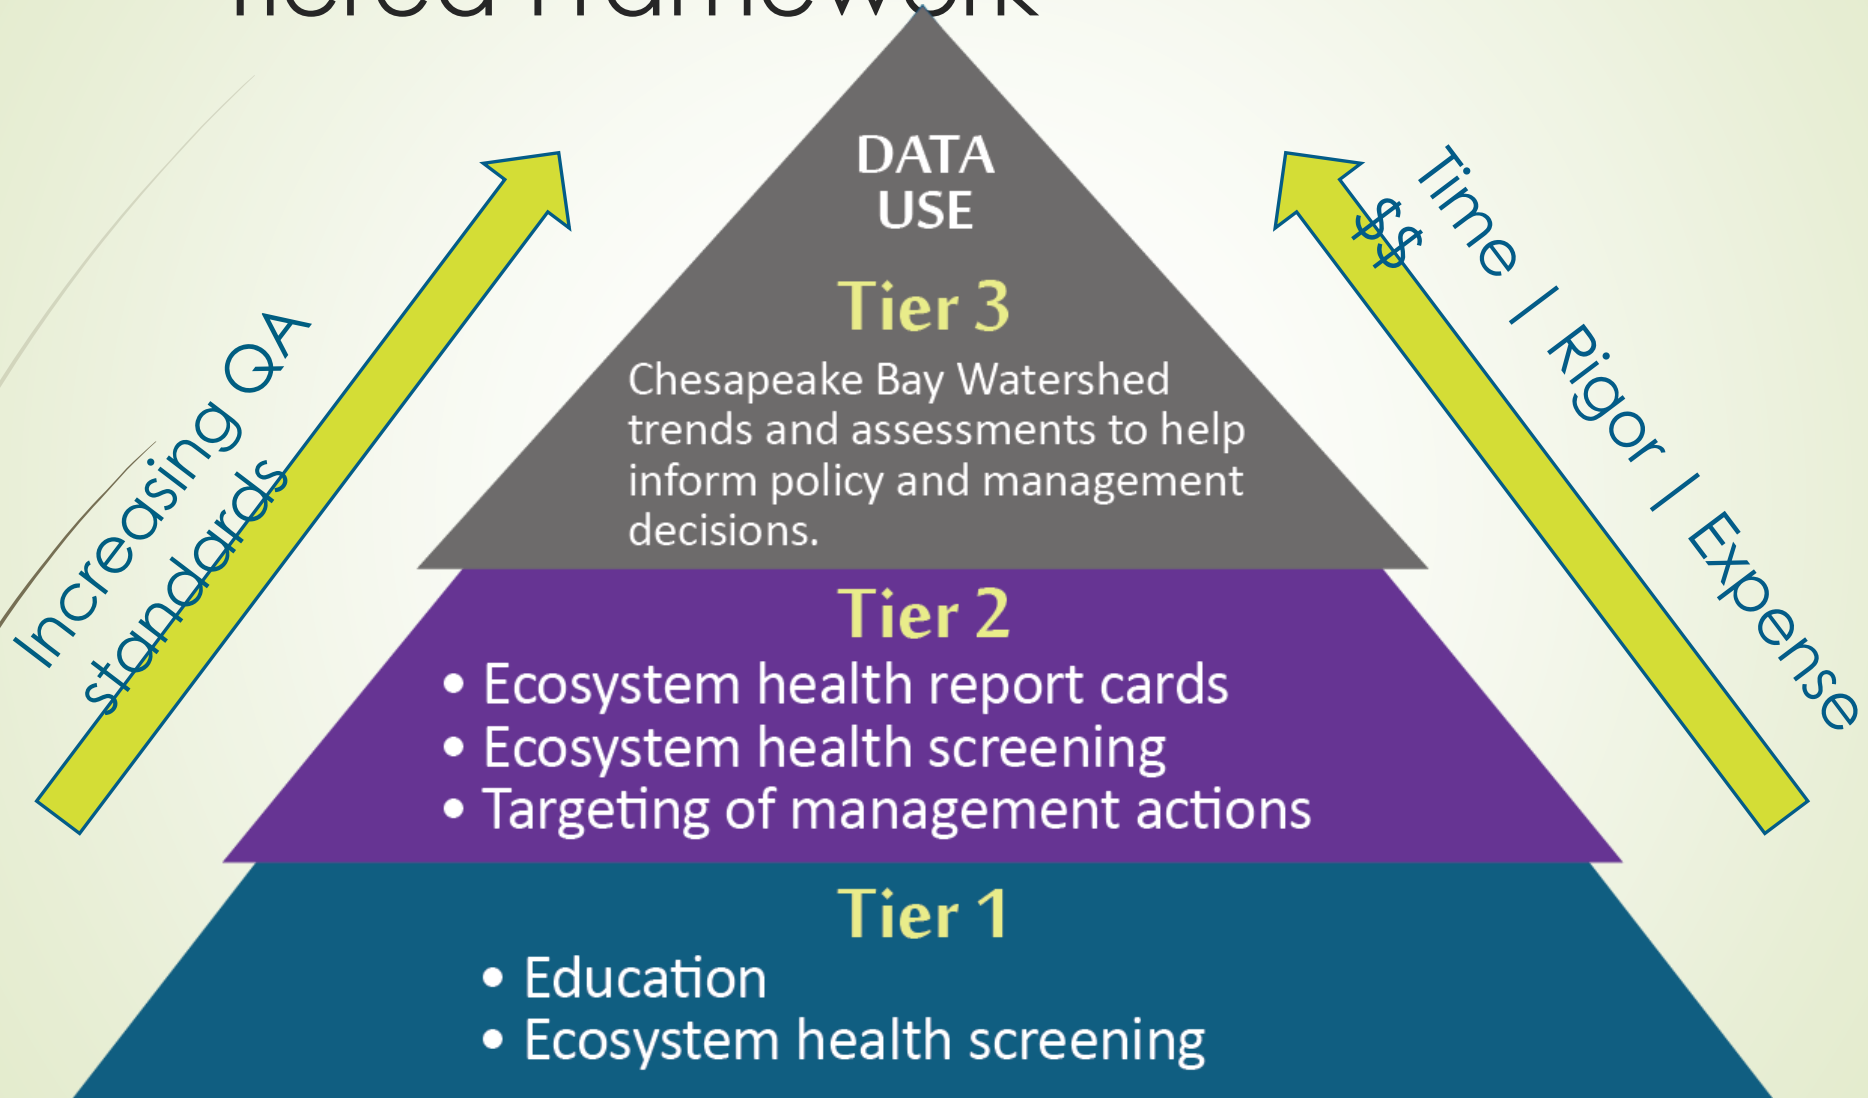 Tiered Framework
DATA
USE
Tier 3
Chesapeake Bay Watershed
trends and assessments to help
inform policy and management
decisions.
Tier 2
• Ecosystem health report cards
• Ecosystem health screening
• Targeting of management actions
Tier 1
• Education
• Ecosystem health screening
Increasing QA
standards
Time | Rigor | Expense
$$